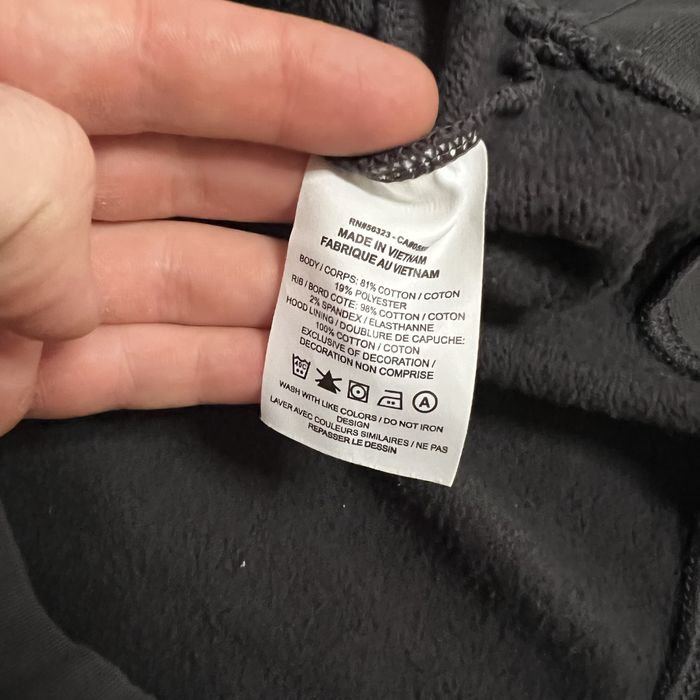 RN#56323 - CA#05553
MADE IN VIETNAM
FABRIQUE AU VIETNAM
BODY / CORPS: 81% COTTON / COTON
19% POLYESTER
RIB / BORD COTE: 98% COTTON / COTON
2% SPANDEX / ELASTHANNE
HOOD LINING / DOUBLURE DE CAPUCHE:
100% COTTON / COTON
EXCLUSIVE OF DECORATION /
DECORATION NON COMPRISE
40C
A
WASH WITH LIKE COLORS / DO NOT IRON
DESIGN
LAVER AVEC COULEURS SIMILAIRES / NE PAS
REPASSER LE DESSIN